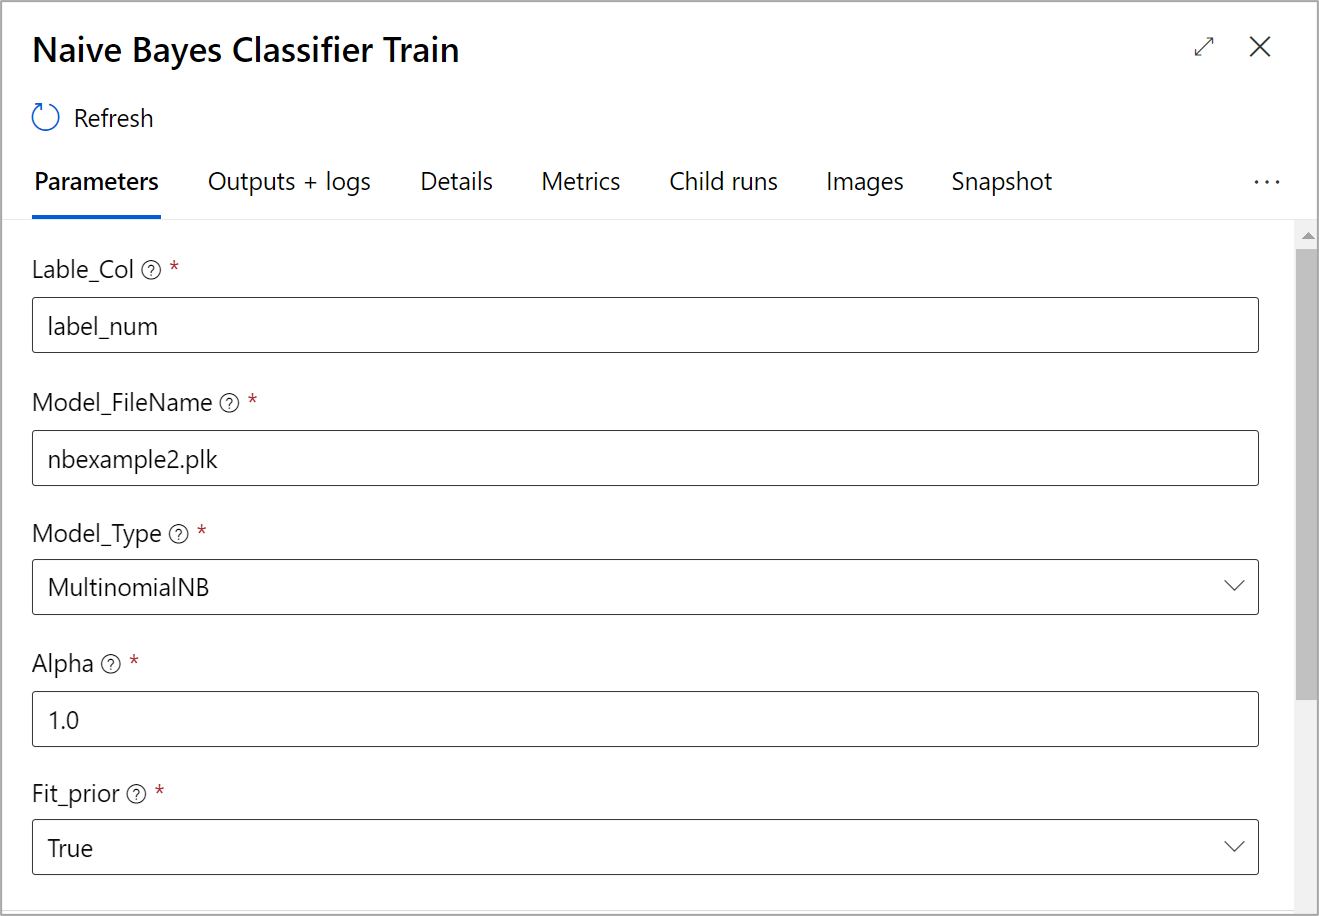 Naive Bayes Classifier Train
Refresh
Parameters Outputs + logs Details Metrics Child runs Images Snapshot ...
Lable_Col ? *
label_num
Model_FileName ? *
nbexample2.plk
Model_Type ? *
MultinomialNB
Alpha ? *
1.0
Fit_prior ? *
True